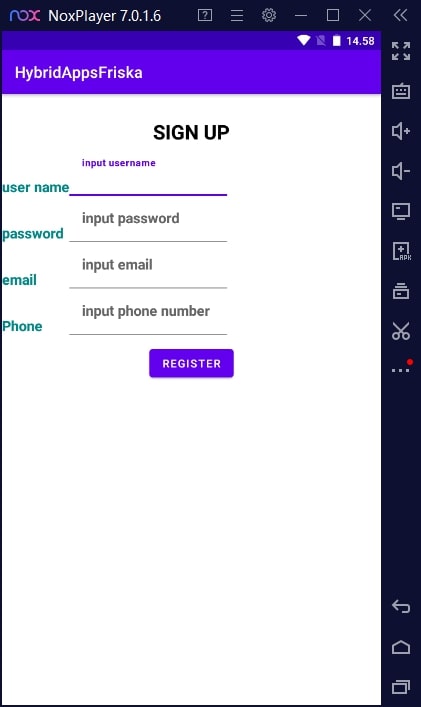 nox NoxPlayer 7.0.1.6
14.58
HybridAppsFriska
SIGN UP
input username
user name
input password
password
input email
email
input phone number
Phone
REGISTER
APK